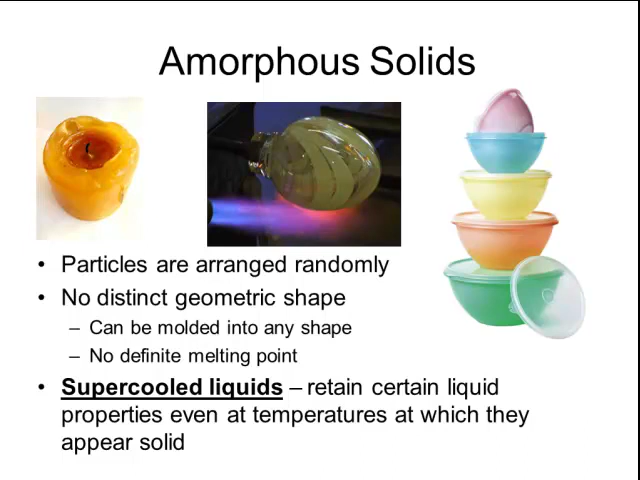 Amorphous Solids
• Particles are arranged randomly
• No distinct geometric shape
– Can be molded into any shape
– No definite melting point
• Supercooled liquids – retain certain liquid
properties even at temperatures at which they
appear solid